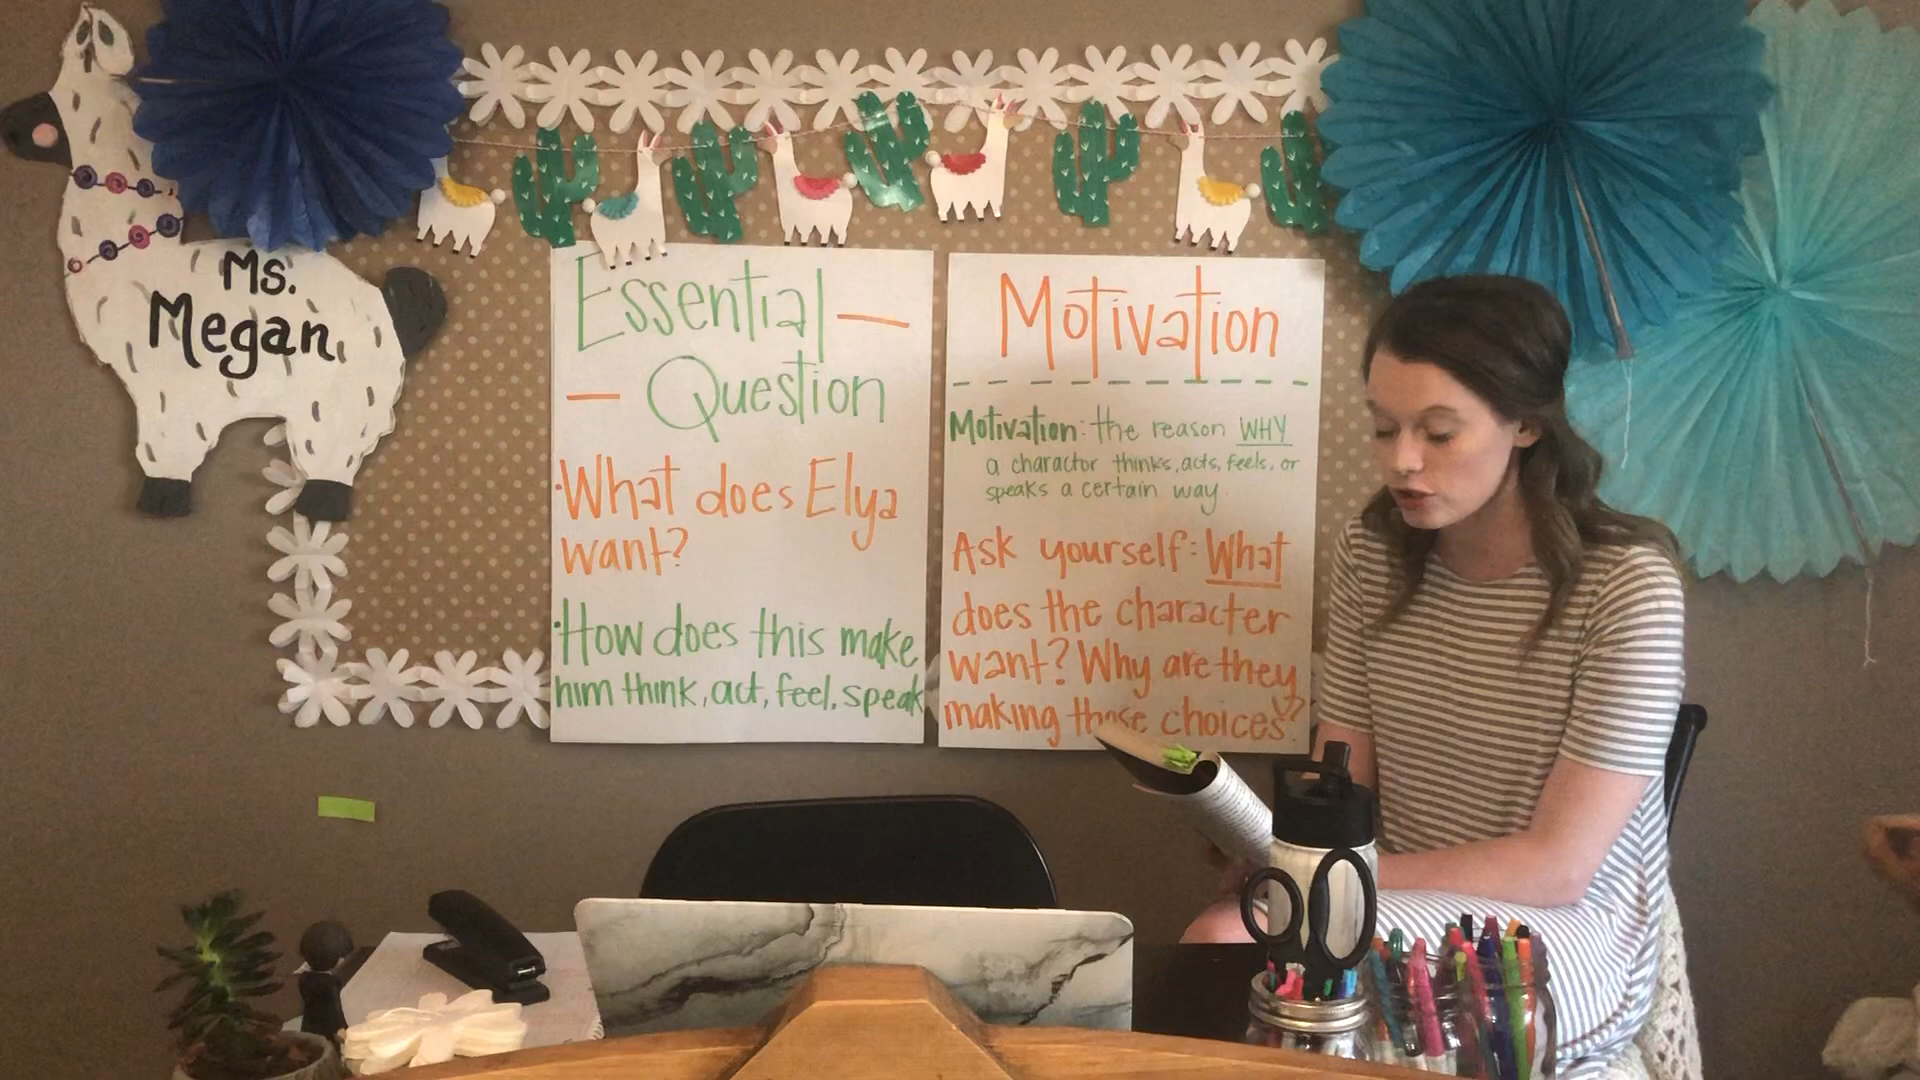 Ms.
Megan
Essential
Question
What does Elya
want?
How does this make
him think, act, feel, speak
Motivation
Motivation: the reason WHY
a charactor thinks, acts, feels, or
speaks a certain way.
Ask yourself: What
does the character
want? Why are they
making those choices?